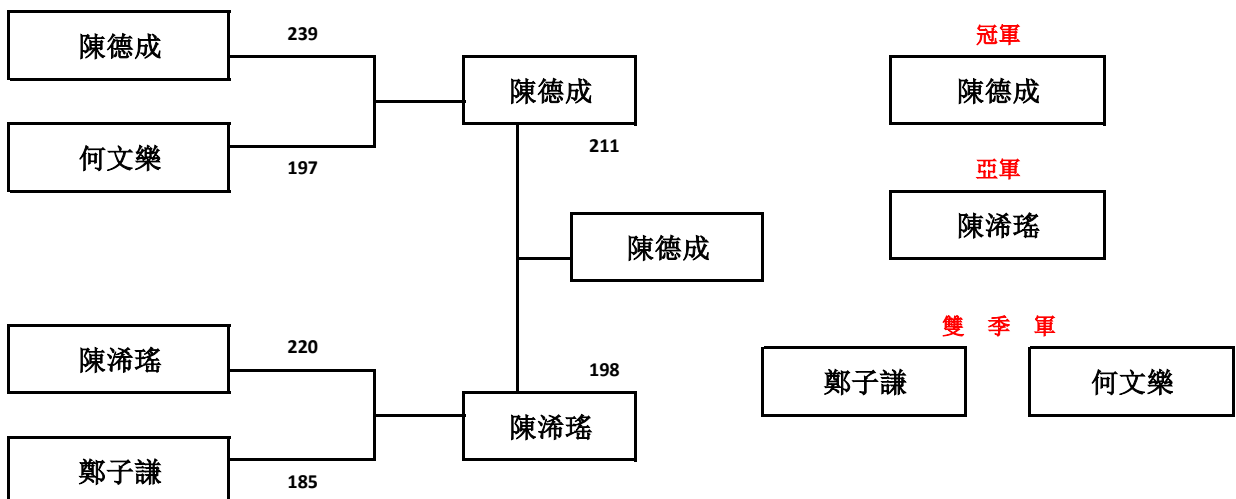 陳德成
239
何文樂
197
陳德成
211
陳德成
陳浠瑤
220
鄭子謙
185
198
陳浠瑤
冠軍
陳德成
亞軍
陳浠瑤
雙 季 軍
鄭子謙
何文樂